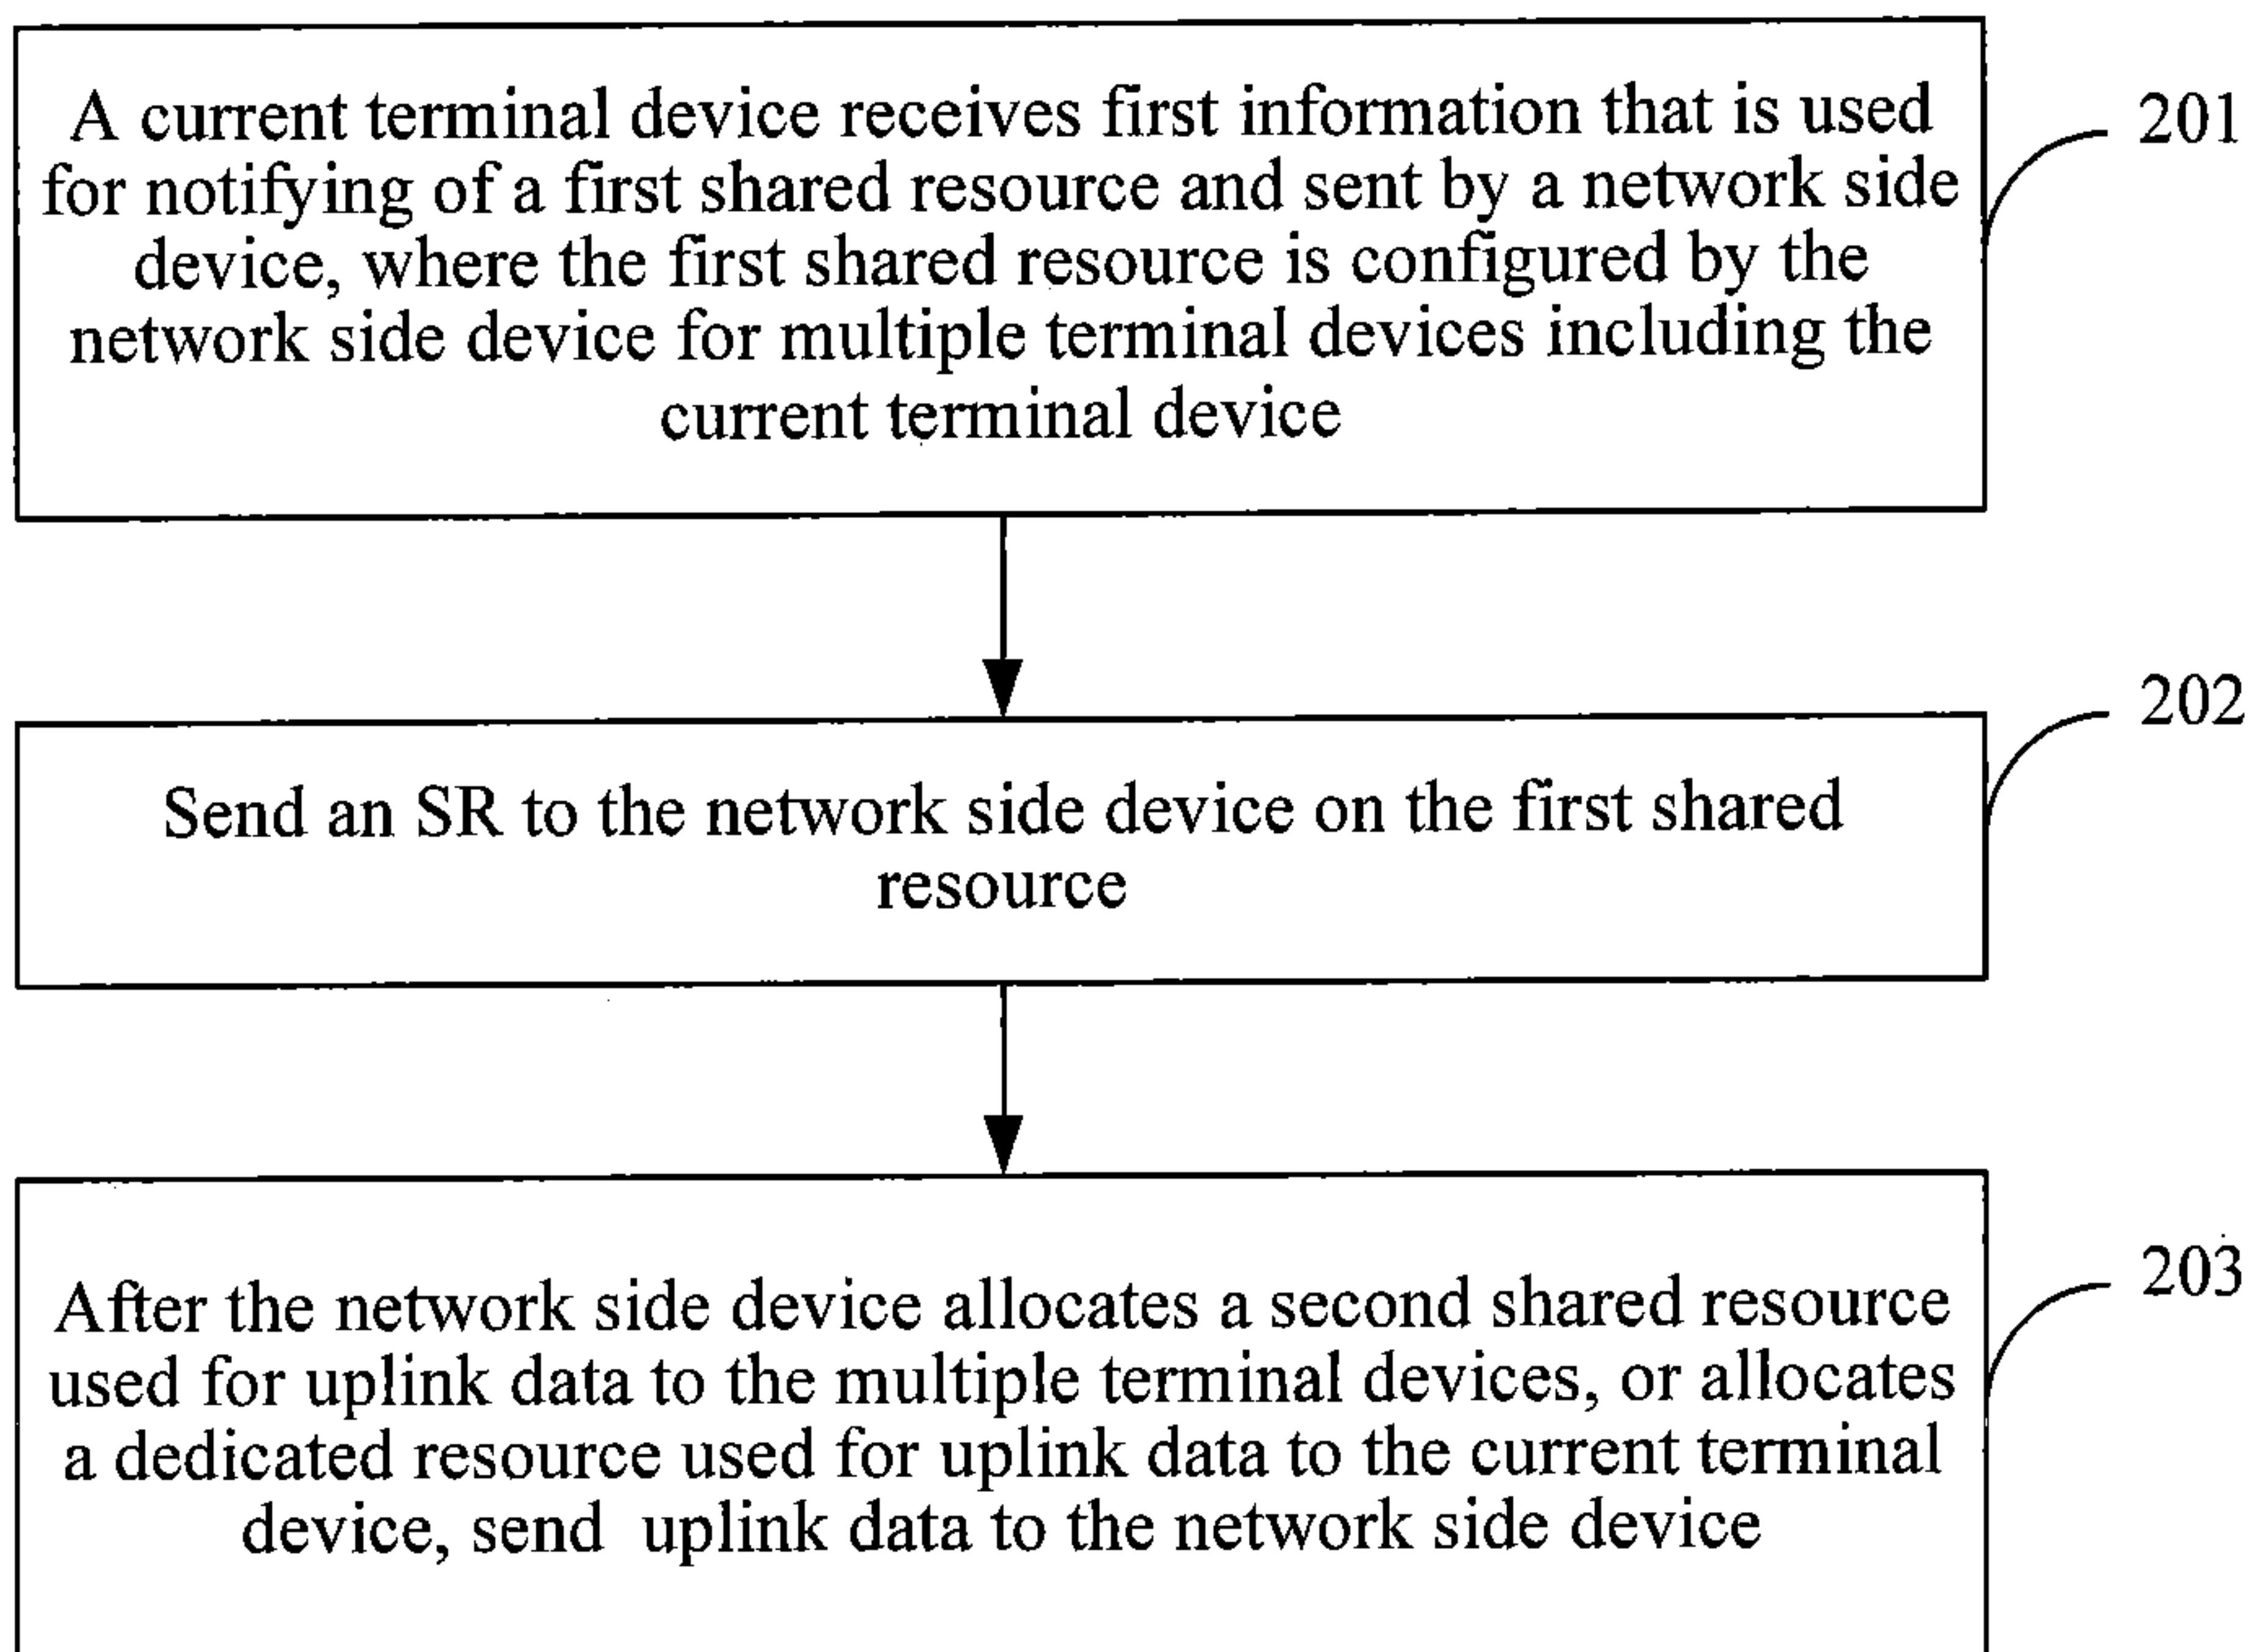 A current terminal device receives first information that is used
for notifying of a first shared resource and sent by a network side
device, where the first shared resource is configured by the
network side device for multiple terminal devices including the
current terminal device
201
Send an SR to the network side device on the first shared
resource
202
After the network side device allocates a second shared resource
used for uplink data to the multiple terminal devices, or allocates
a dedicated resource used for uplink data to the current terminal
device, send uplink data to the network side device
203